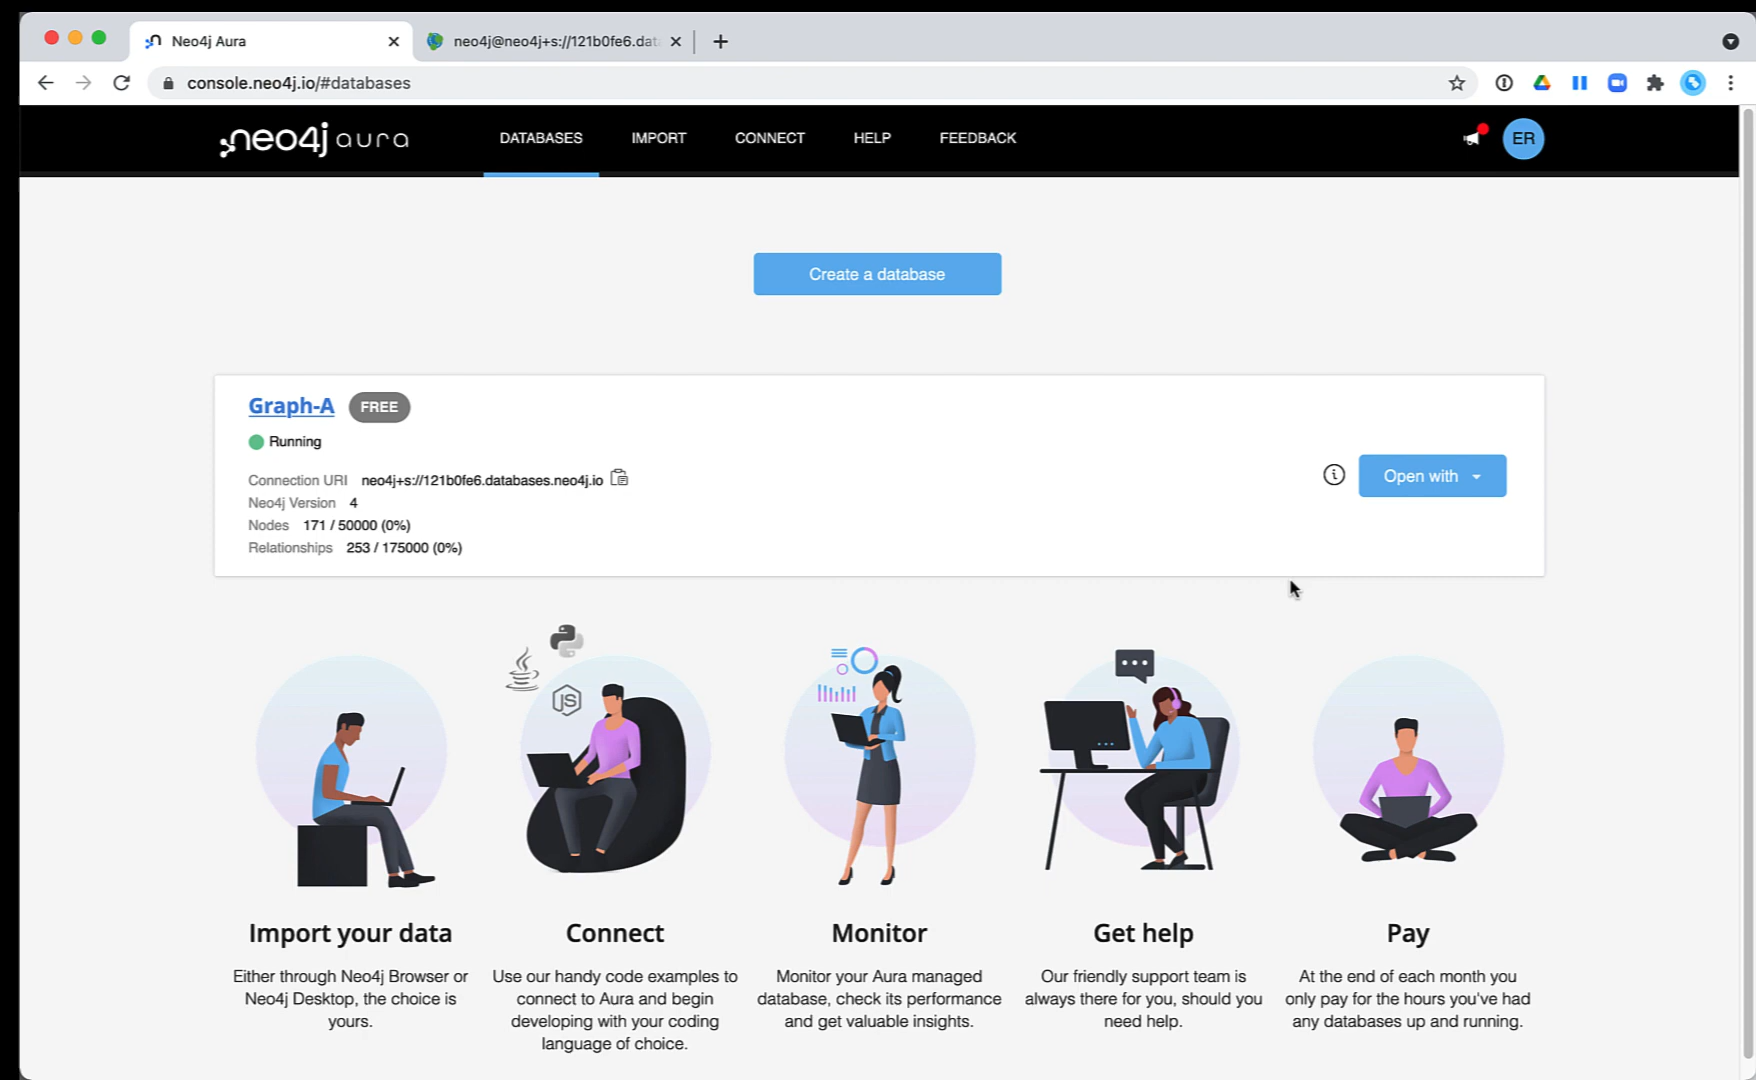 Neo4j Aura
neo4j@neo4j+s://121b0fe6.dat
console.neo4j.io/#databases
neo4j aura
DATABASES
IMPORT
CONNECT
HELP
FEEDBACK
ER
Create a database
Graph-A FREE
Running
Connection URI neo4j+s://121b0fe6.databases.neo4j.io
Neo4j Version 4
Nodes 171 / 50000 (0%)
Relationships 253 / 175000 (0%)
Open with
JS
Import your data
Either through Neo4j Browser or
Neo4j Desktop, the choice is
yours.
Connect
Use our handy code examples to
connect to Aura and begin
developing with your coding
language of choice.
Monitor
Monitor your Aura managed
database, check its performance
and get valuable insights.
Get help
Our friendly support team is
always there for you, should you
need help.
Pay
At the end of each month you
only pay for the hours you've had
any databases up and running.